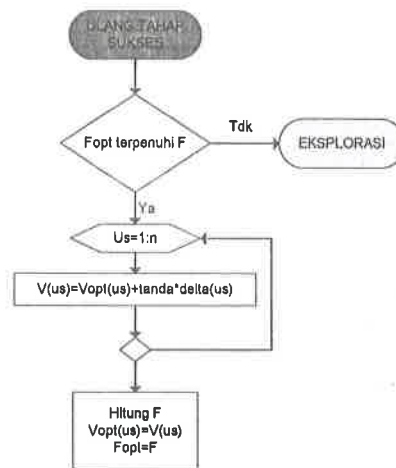 ULANG TAHAP
SUKSES
Fopt terpenuhi F
Tdk
EKSPLORASI
Ya
Us=1:n
V(us)=Vopt(us)+tanda*delta(us)
Hitung F
Vopt(us)=V(us)
Fopt=F